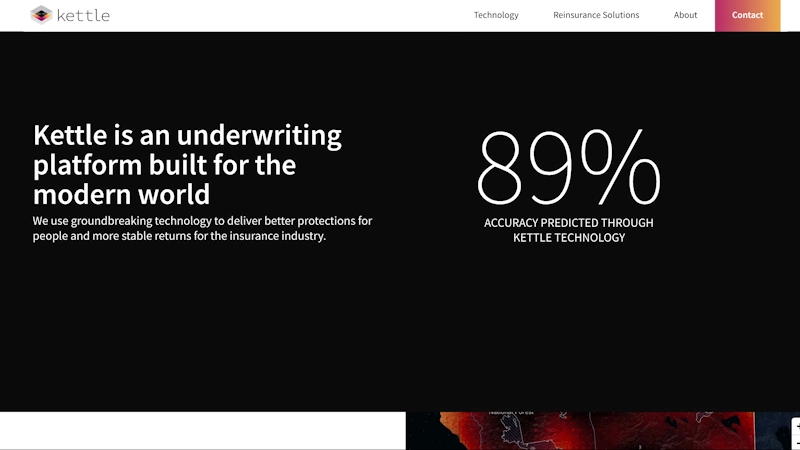 kettle
Technology
Reinsurance Solutions
About
Contact
Kettle is an underwriting
platform built for the
modern world
We use groundbreaking technology to deliver better protections for
people and more stable returns for the insurance industry.
89%
ACCURACY PREDICTED THROUGH
KETTLE TECHNOLOGY
National Forest